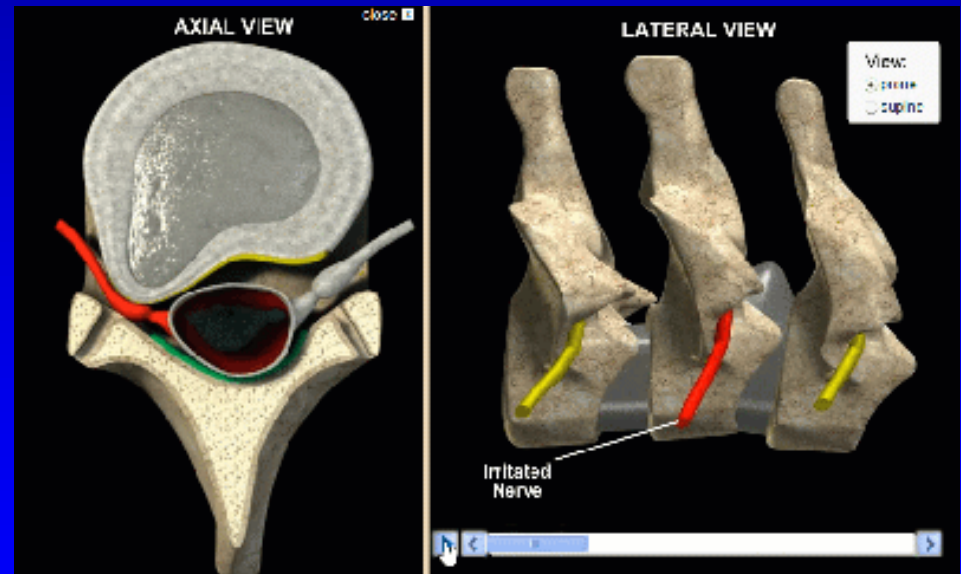 AXIAL VIEW
close
LATERAL VIEW
View:
prone
supine
Irritated
Nerve